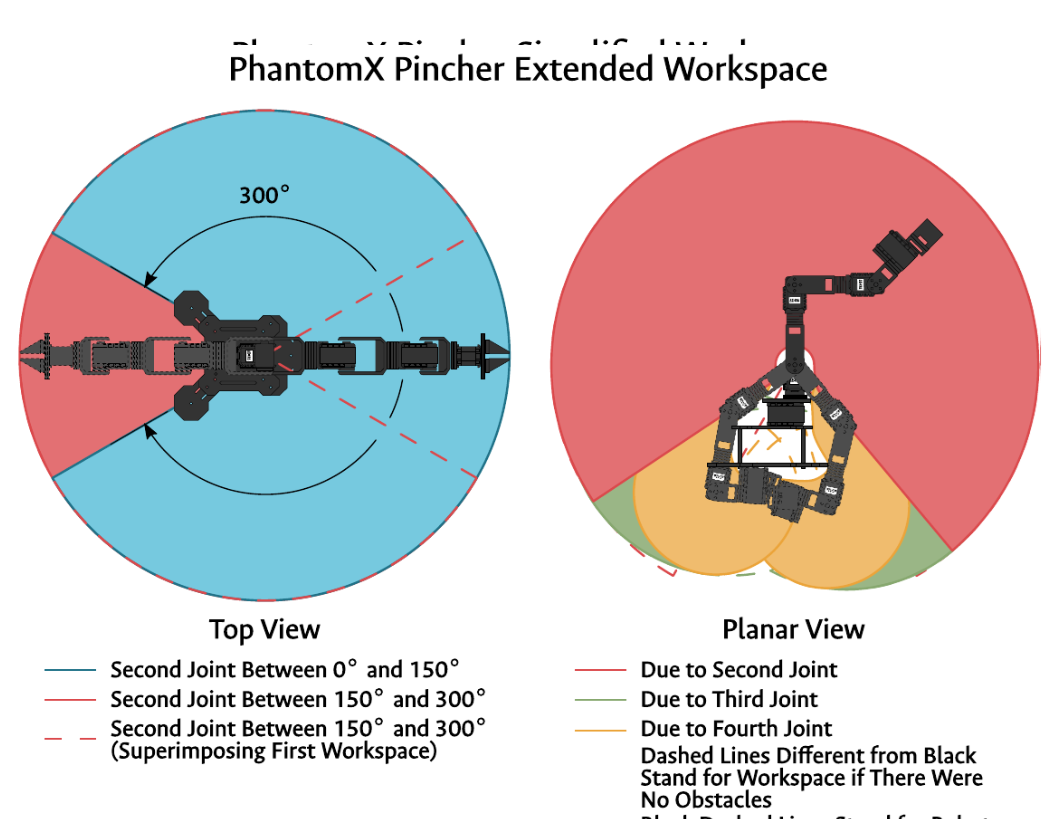 PhantomX Pincher Extended Workspace
300°
Top View
Second Joint Between 0° and 150°
Second Joint Between 150° and 300°
Second Joint Between 150° and 300°
(Superimposing First Workspace)
Planar View
Due to Second Joint
Due to Third Joint
Due to Fourth Joint
Dashed Lines Different from Black
Stand for Workspace if There Were
No Obstacles